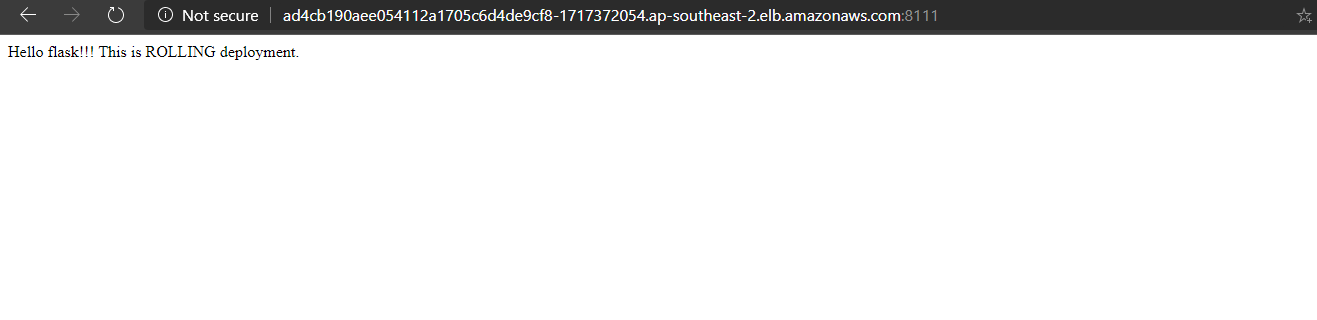 Not secure ad4cb190aee054112a1705c6d4de9cf8-1717372054.ap-southeast-2.elb.amazonaws.com:8111
Hello flask!!! This is ROLLING deployment.